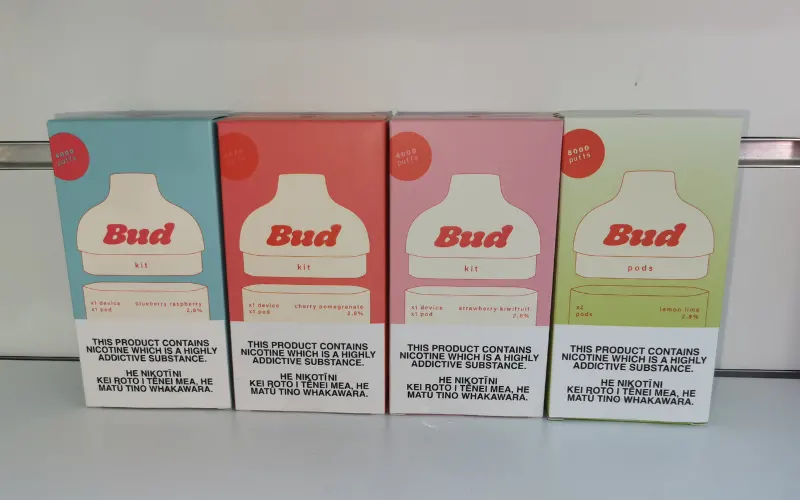 4000
puffs
Bud
kit
x1 device blueberry raspberry
x1 pod 2,8%
THIS PRODUCT CONTAINS
NICOTINE WHICH IS A HIGHLY
ADDICTIVE SUBSTANCE.
HE NIKOTĪNI
KEI ROTO I TĒNEI MEA, HE
MATŪ TINO WHAKAWARA.
puffs
Bud
kit
x1 device cherry pomegranate
x1 pod 2,8%
THIS PRODUCT CONTAINS
NICOTINE WHICH IS A HIGHLY
ADDICTIVE SUBSTANCE.
HE NIKOTĪNI
KEI ROTO I TĒNEI MEA, HE
MATŪ TINO WHAKAWARA.
4000
puffs
Bud
kit
x1 device strawberry kiwifruit
x1 pod 2,8%
THIS PRODUCT CONTAINS
NICOTINE WHICH IS A HIGHLY
ADDICTIVE SUBSTANCE.
HE NIKOTĪNI
KEI ROTO I TĒNEI MEA, HE
MATŪ TINO WHAKAWARA.
8000
puffs
Bud
pods
x2 lemon lime
pods 2,8%
THIS PRODUCT CONTAINS
NICOTINE WHICH IS A HIGHLY
ADDICTIVE SUBSTANCE.
HE NIKOTĪNI
KEI ROTO I TĒNEI MEA, HE
MATŪ TINO WHAKAWARA.